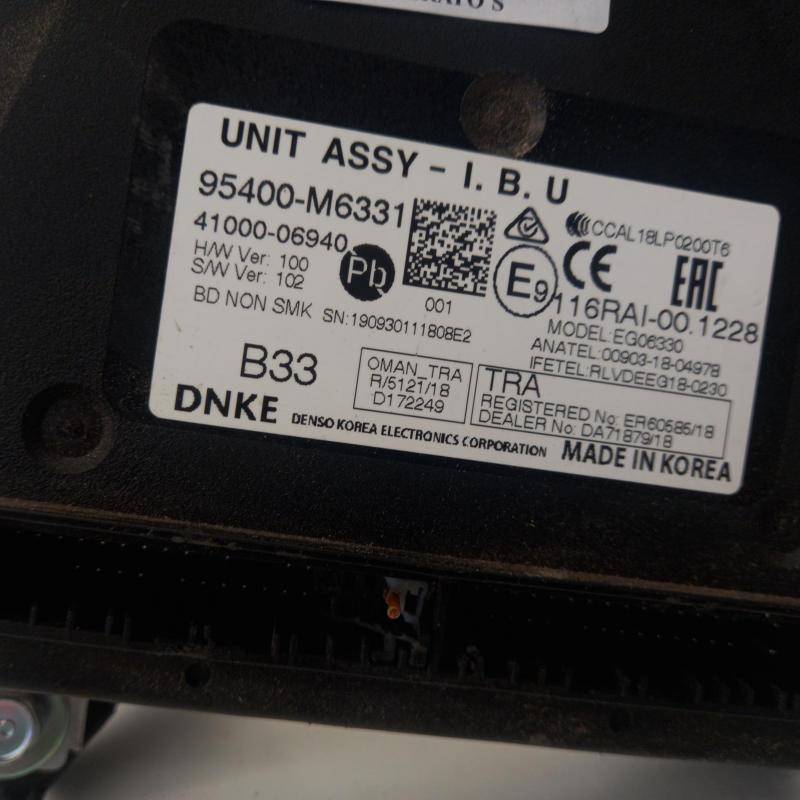 UNIT ASSY - I. B. U
95400-M6331
41000-06940
H/W Ver: 100
S/W Ver: 102
Pb
BD NON SMK
SN:190930111808E2
001
CCAL18LP0200T6
CE
EAC
E9
116RAI-00.1228
MODEL:EG06330
ANATEL:00903-18-04978
IFETEL:RLVDEEG18-0230
B33
OMAN_TRA
R/5121/18
D172249
TRA
REGISTERED No: ER60585/18
DEALER No: DA71879/18
DNKE
DENSO KOREA ELECTRONICS CORPORATION
MADE IN KOREA